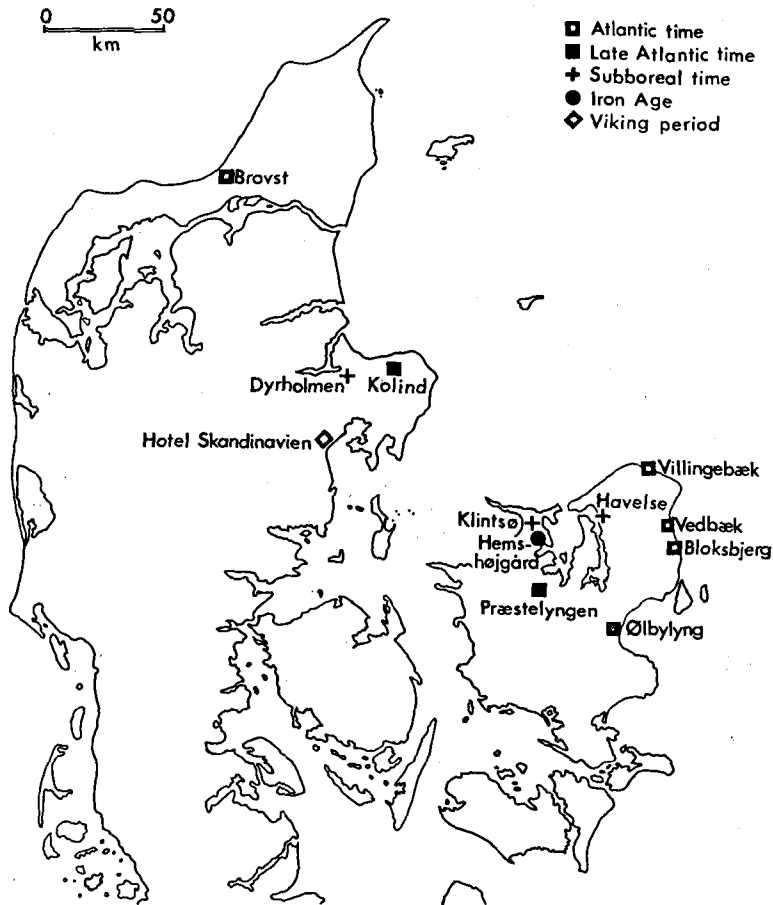 0 50
km
Atlantic time
Late Atlantic time
Subboreal time
Iron Age
Viking period
Brovst
Dyrholmen
Kolind
Hotel Skandinavien
Villingebæk
Havelse
Klintsø
Vedbæk
Hems-
højgård
Bloksbjerg
Præstelyngen
Ølbylyng